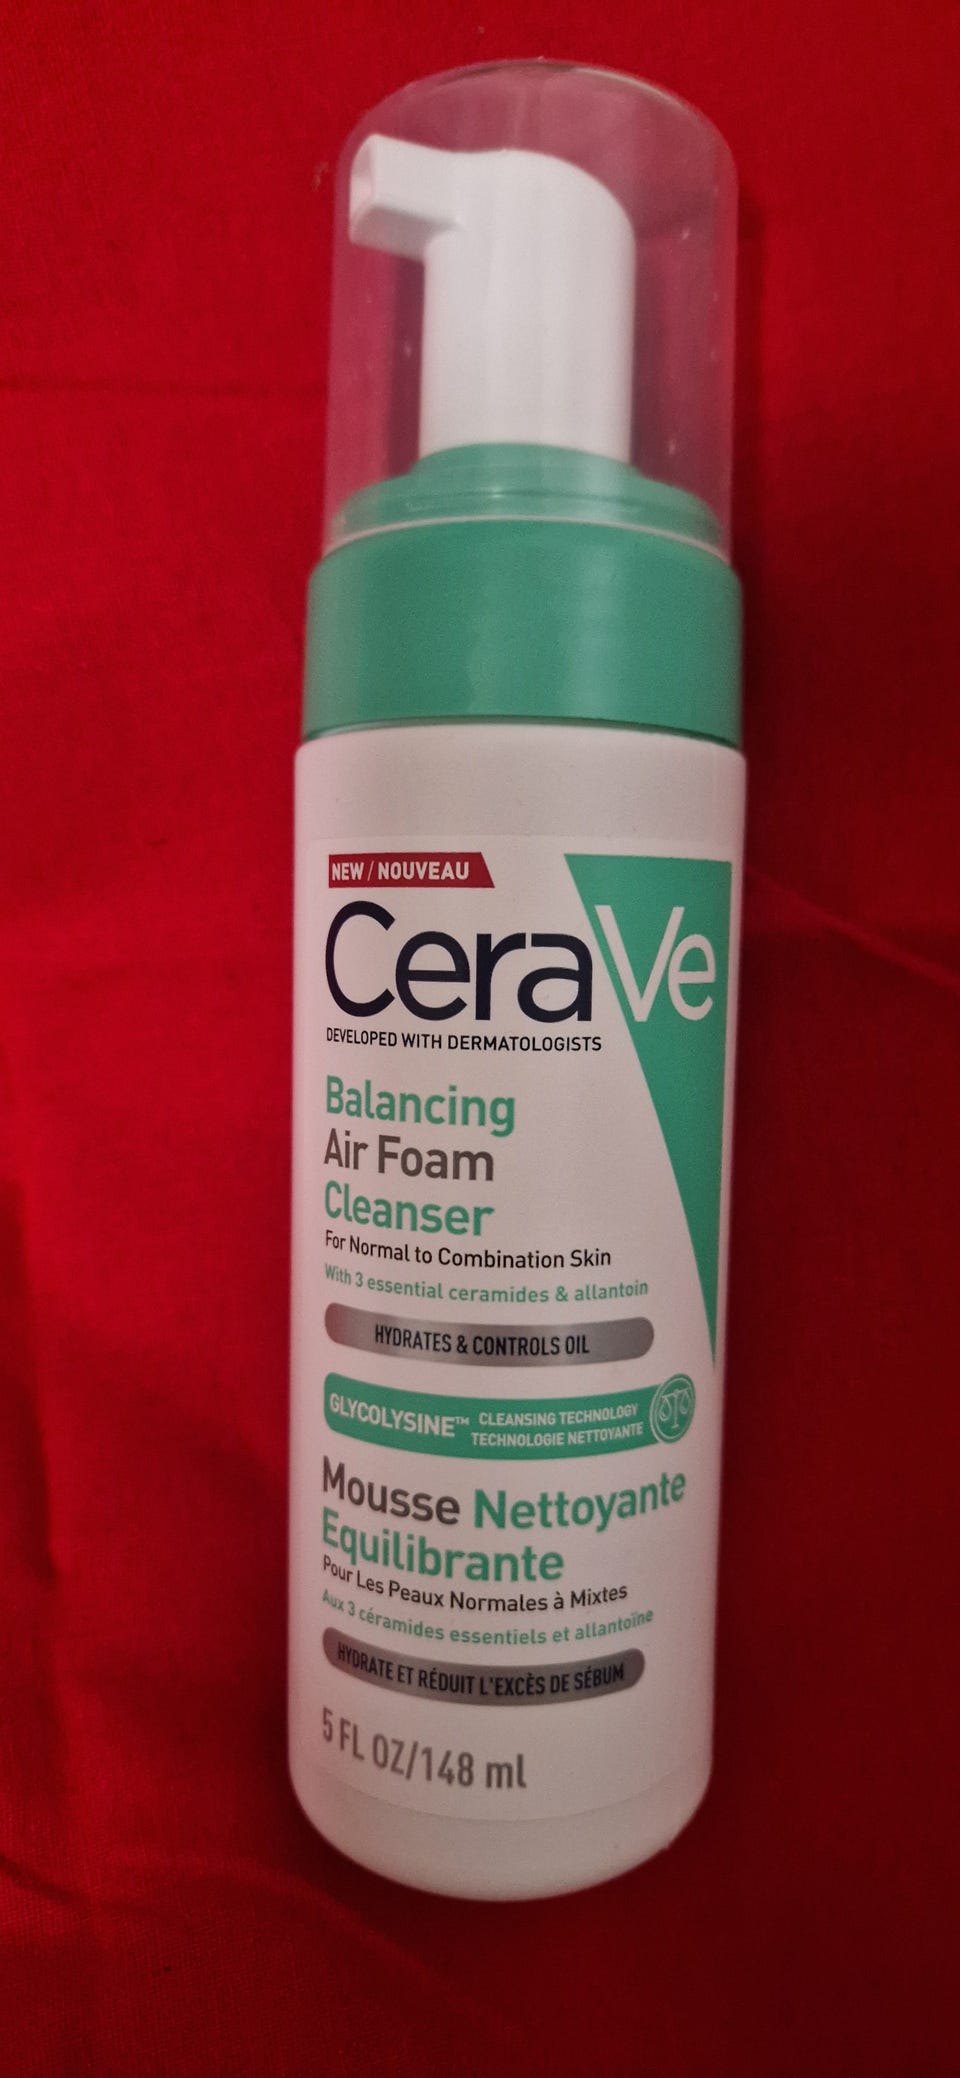 NEW / NOUVEAU
CeraVe
DEVELOPED WITH DERMATOLOGISTS
Balancing
Air Foam
Cleanser
For Normal to Combination Skin
With 3 essential ceramides & allantoin
HYDRATES & CONTROLS OIL
GLYCOLYSINE™ CLEANSING TECHNOLOGY
TECHNOLOGIE NETTOYANTE
Mousse Nettoyante
Equilibrante
Pour Les Peaux Normales à Mixtes
Aux 3 céramides essentiels et allantoïne
HYDRATE ET RÉDUIT L'EXCÈS DE SÉBUM
5 FL OZ/148 ml